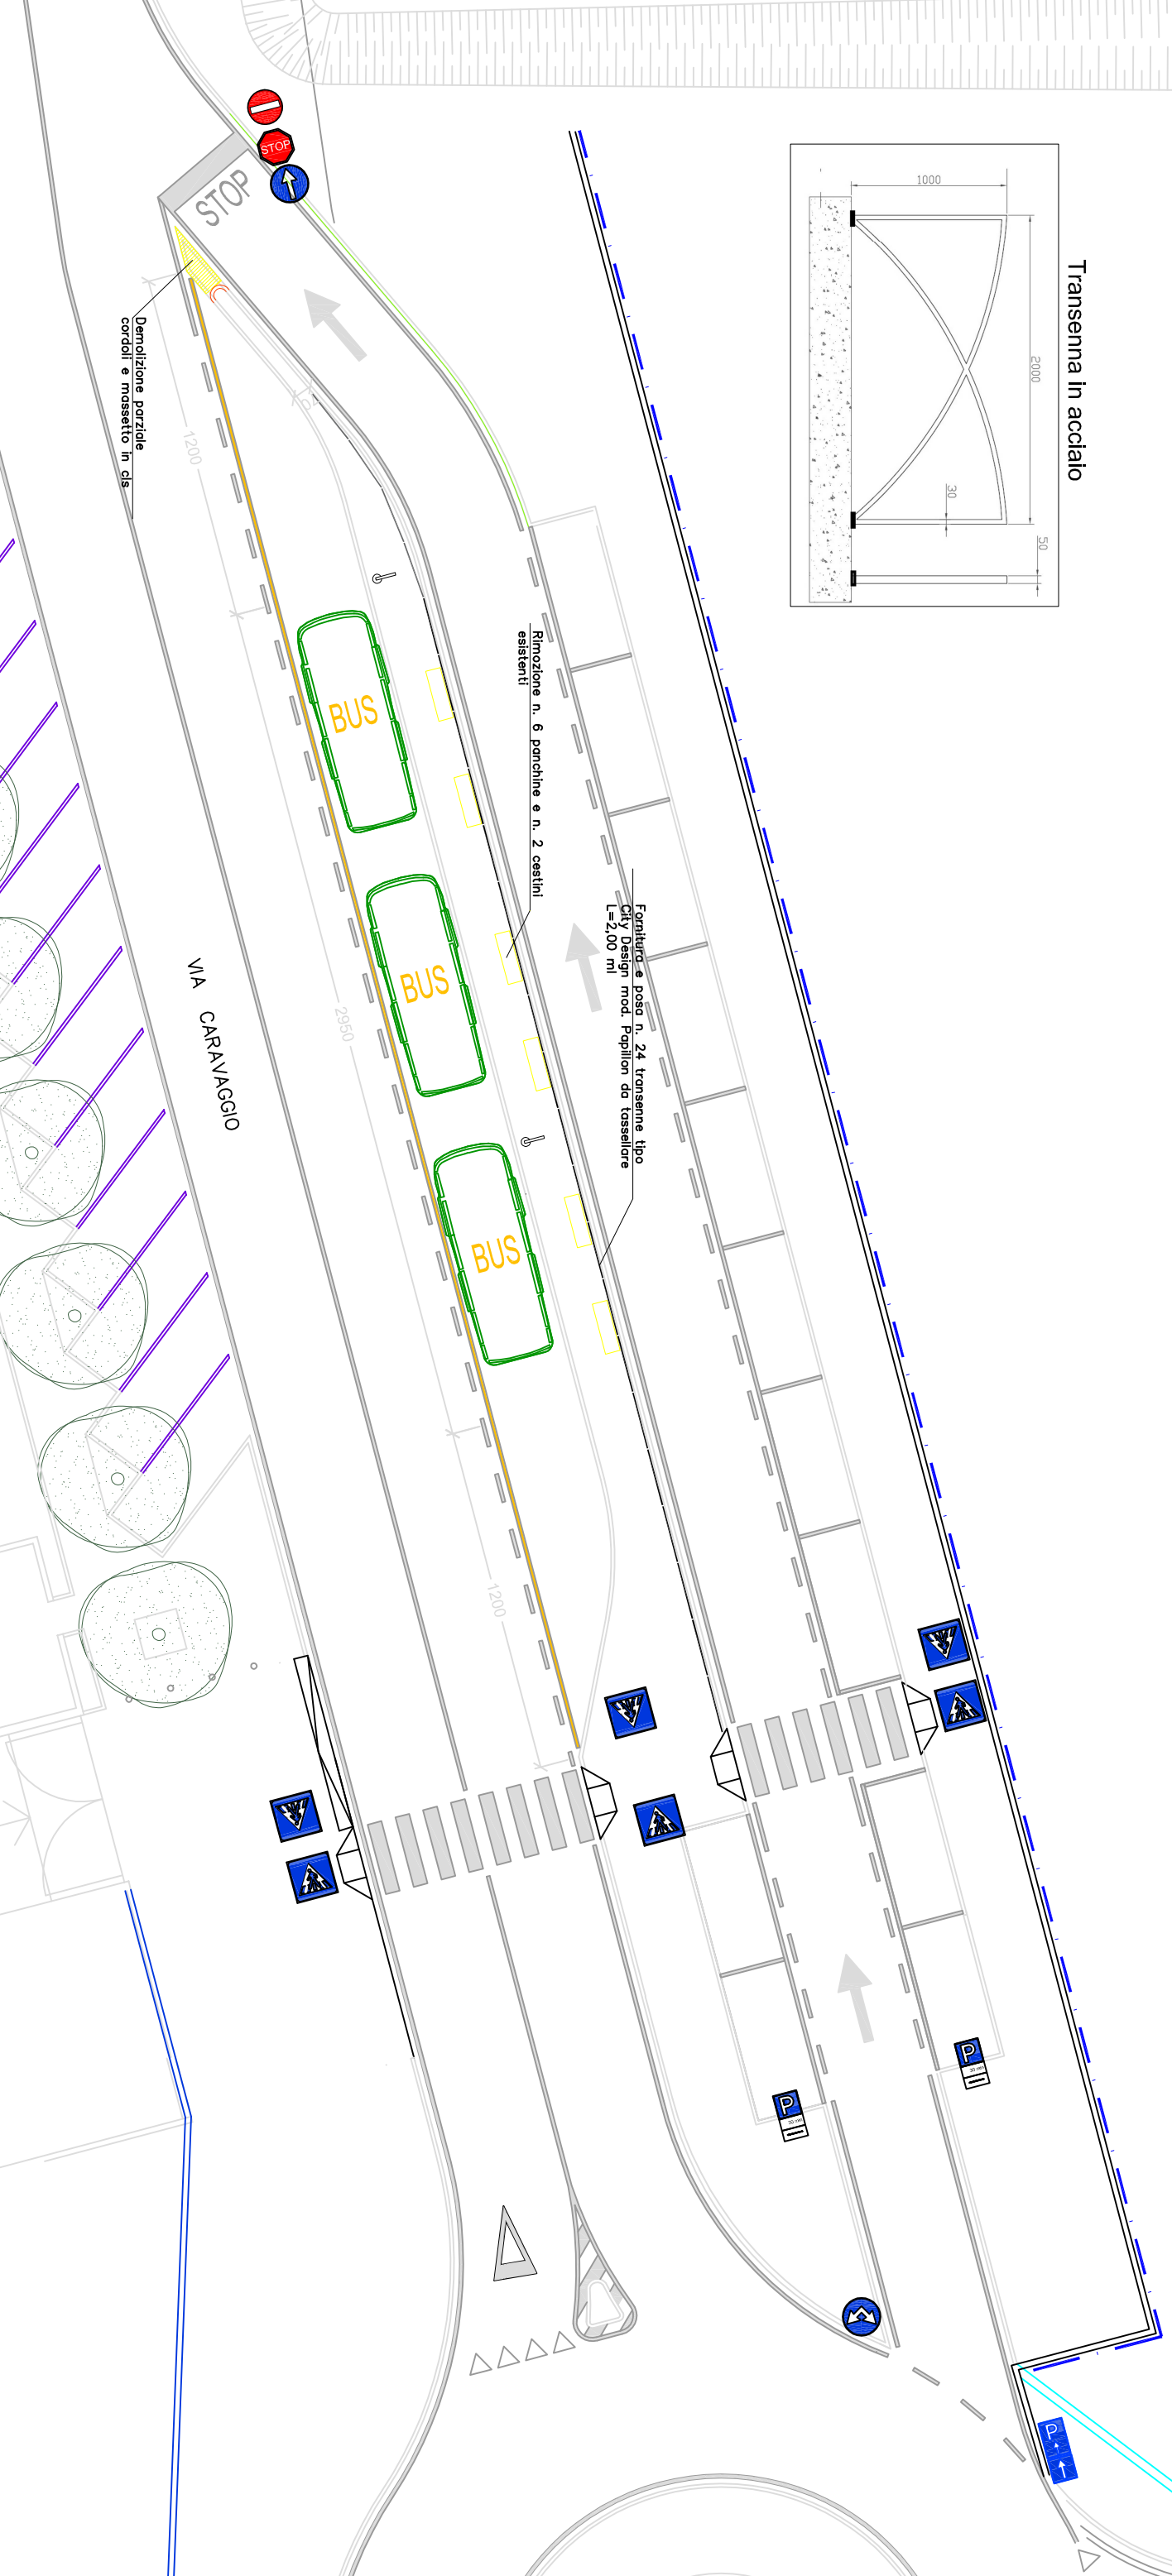 Transenna in acciaio
1000
2000
30
50
STOP
STOP
Demolizione parziale
cordoli e massetto in cls
1200
Rimozione n. 6 panchine e n. 2 cestini
esistenti
BUS
Fornitura e posa n. 24 transenne tipo
City Design mod. Papillon da tassellare
L=2,00 ml
BUS
VIA CARAVAGGIO
2950
BUS
1200
P
P
P